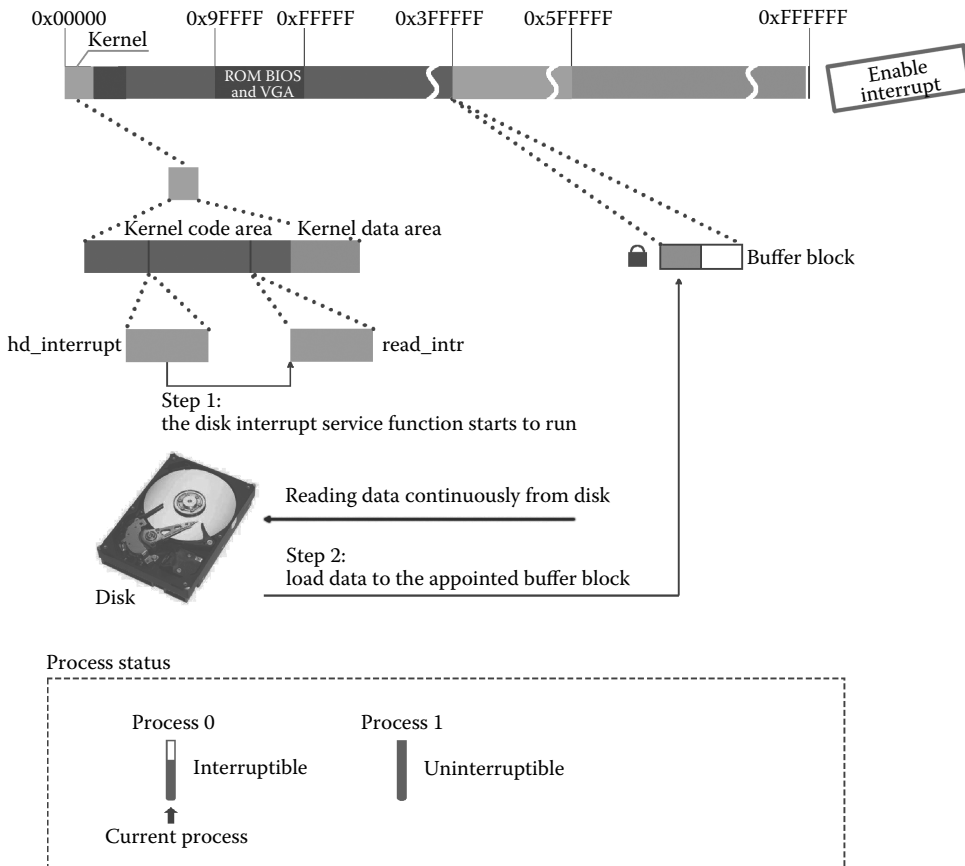 0x00000 0x9FFFF 0xFFFFF 0x3FFFFF 0x5FFFFF 0xFFFFFF
Kernel
ROM BIOS
and VGA
Enable
interrupt
Kernel code area Kernel data area
Buffer block
hd_interrupt read_intr
Step 1:
the disk interrupt service function starts to run
Reading data continuously from disk
Step 2:
load data to the appointed buffer block
Disk
Process status
Process 0 Process 1
Interruptible Uninterruptible
Current process